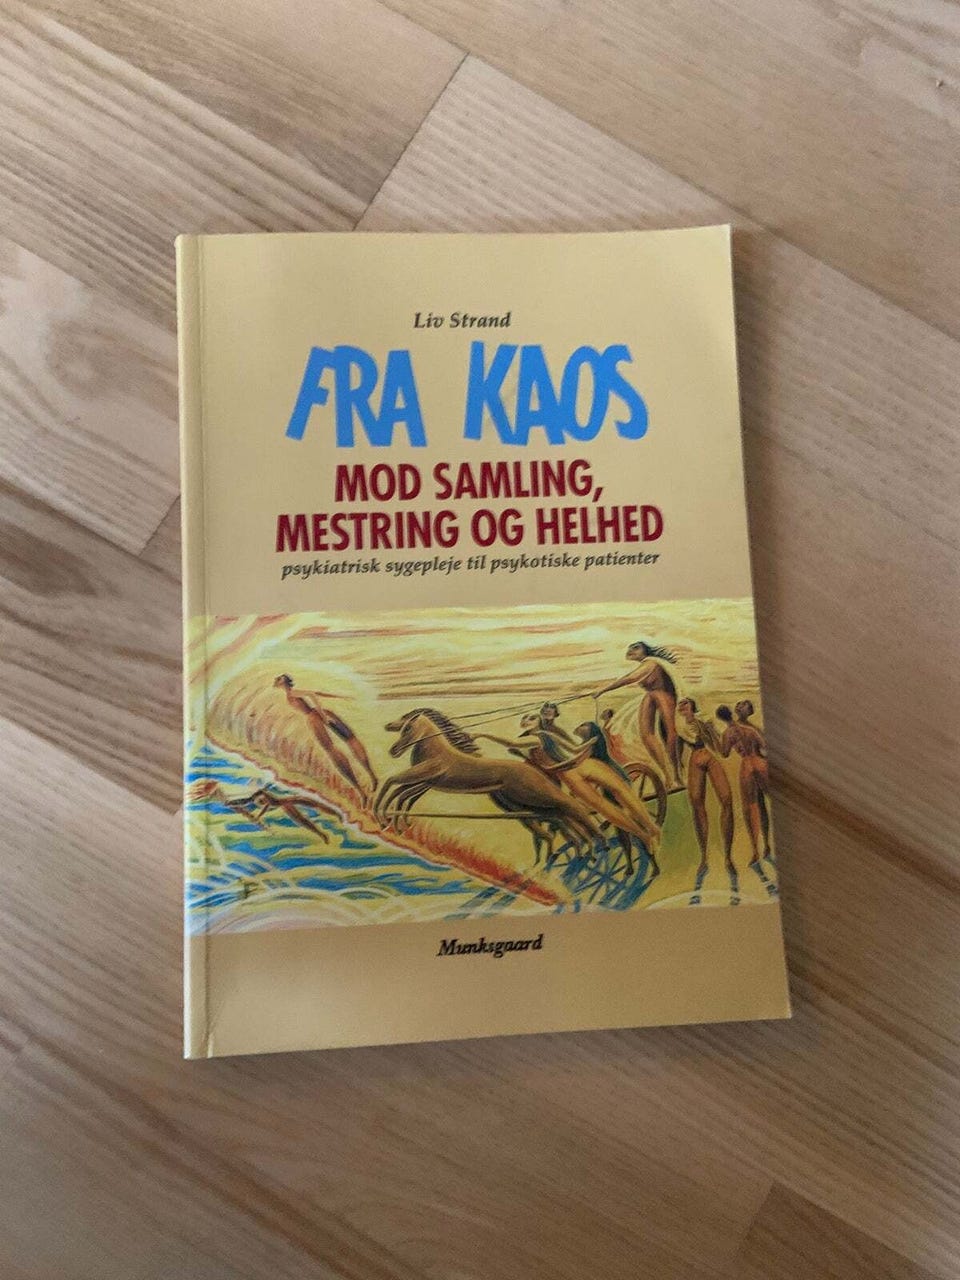 Liv Strand
FRA KAOS
MOD SAMLING,
MESTRING OG HELHED
psykiatrisk sygepleje til psykotiske patienter
Munksgaard